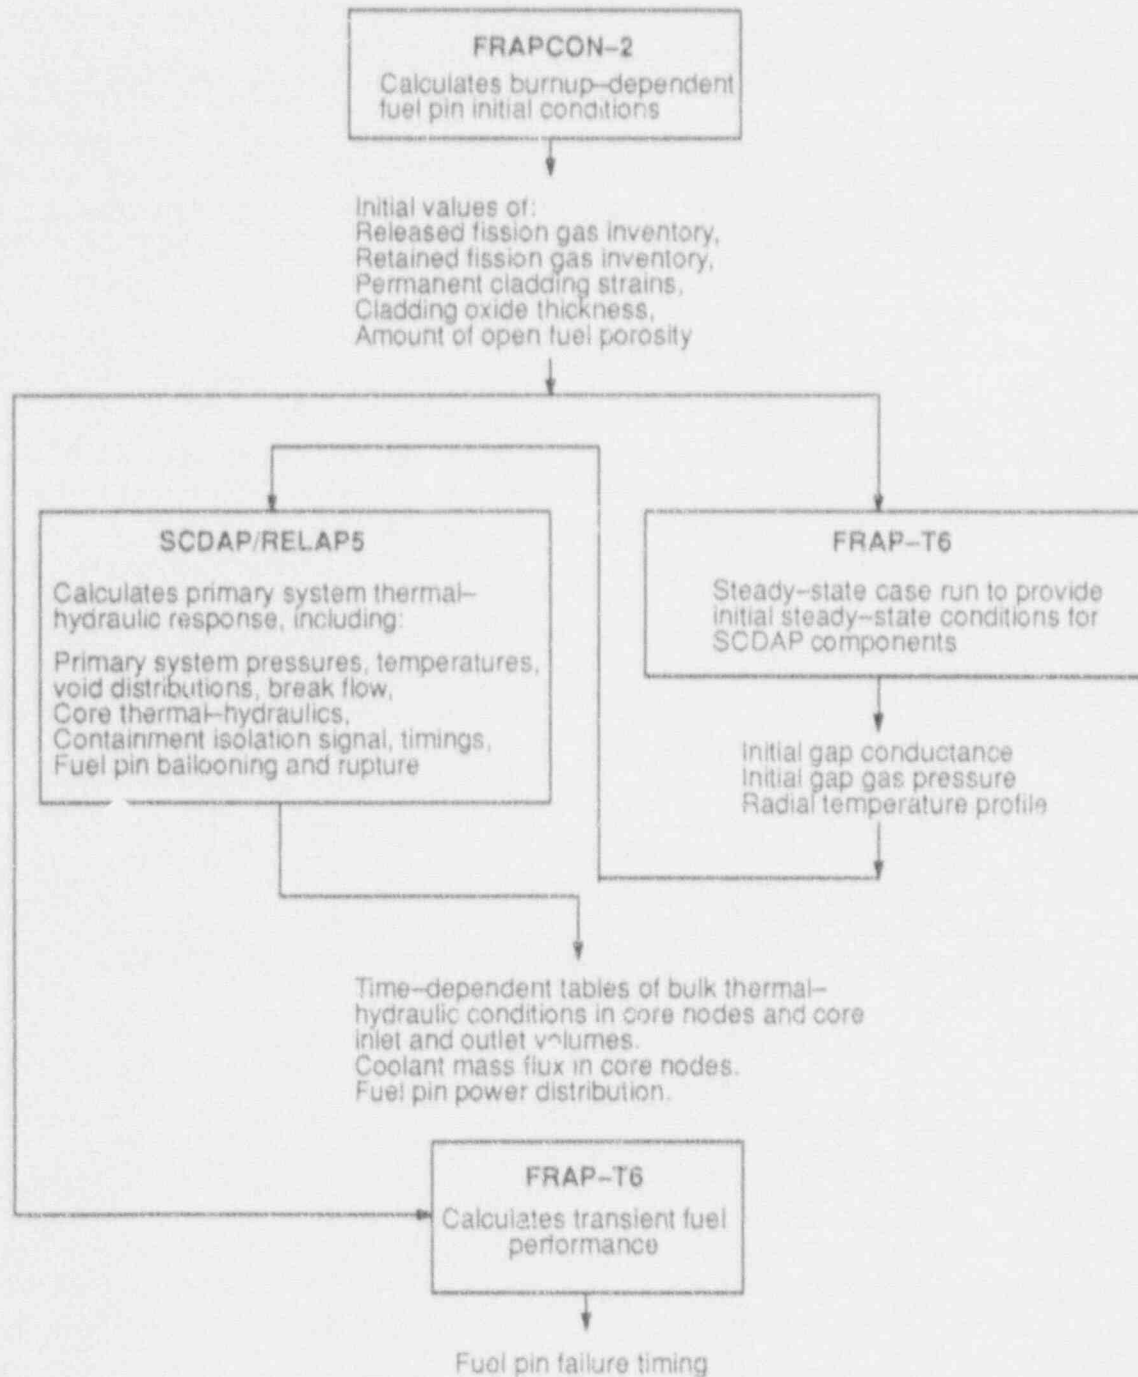 FRAPCON–2
Calculates burnup–dependent
fuel pin initial conditions
Initial values of:
Released fission gas inventory,
Retained fission gas inventory,
Permanent cladding strains,
Cladding oxide thickness,
Amount of open fuel porosity
SCDAP/RELAP5
Calculates primary system thermal–
hydraulic response, including:
Primary system pressures, temperatures,
void distributions, break flow,
Core thermal–hydraulics,
Containment isolation signal, timings,
Fuel pin ballooning and rupture
FRAP–T6
Steady–state case run to provide
initial steady–state conditions for
SCDAP components
Initial gap conductance
Initial gap gas pressure
Radial temperature profile
Time–dependent tables of bulk thermal–
hydraulic conditions in core nodes and core
inlet and outlet volumes.
Coolant mass flux in core nodes.
Fuel pin power distribution.
FRAP–T6
Calculates transient fuel
performance
Fuel pin failure timing